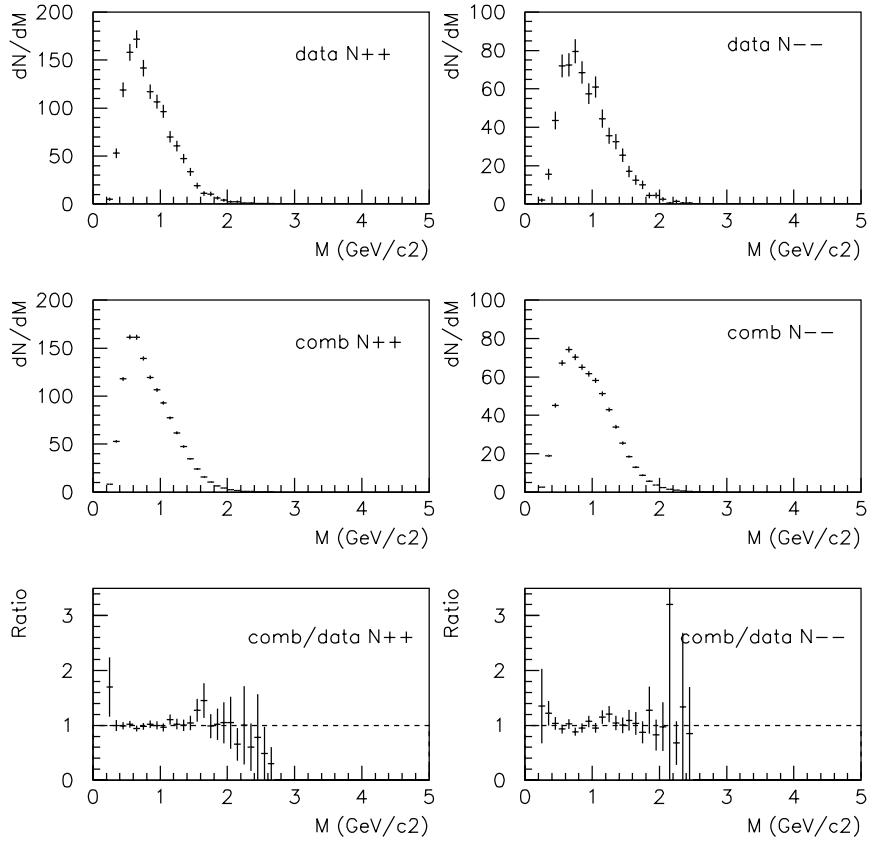 dN/dM
200
150
100
50
0
data N++
0 1 2 3 4 5
M (GeV/c2)
dN/dM
100
80
60
40
20
0
data N−−
0 1 2 3 4 5
M (GeV/c2)
dN/dM
200
150
100
50
0
comb N++
0 1 2 3 4 5
M (GeV/c2)
dN/dM
100
80
60
40
20
0
comb N−−
0 1 2 3 4 5
M (GeV/c2)
Ratio
3
2
1
0
comb/data N++
0 1 2 3 4 5
M (GeV/c2)
Ratio
3
2
1
0
comb/data N−−
0 1 2 3 4 5
M (GeV/c2)